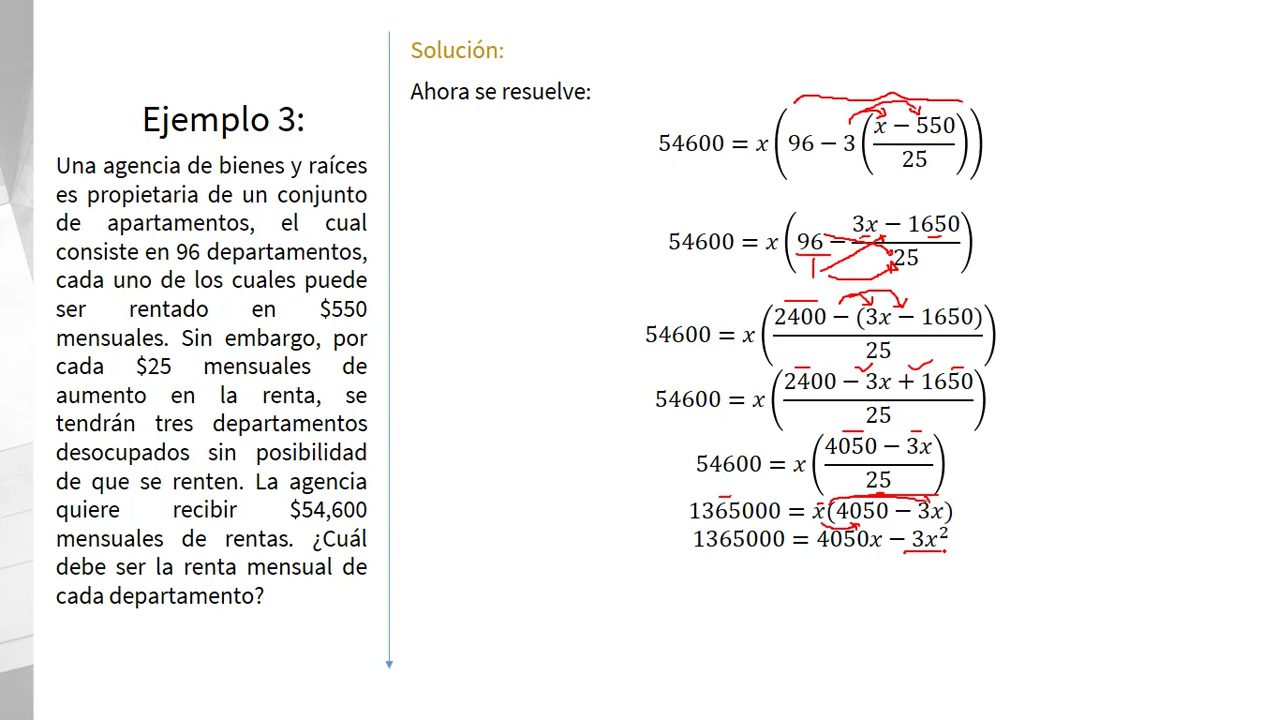 Ejemplo 3:
Una agencia de bienes y raíces
es propietaria de un conjunto
de apartamentos, el cual
consiste en 96 departamentos,
cada uno de los cuales puede
ser rentado en $550
mensuales. Sin embargo, por
cada $25 mensuales de
aumento en la renta, se
tendrán tres departamentos
desocupados sin posibilidad
de que se renten. La agencia
quiere recibir $54,600
mensuales de rentas. ¿Cuál
debe ser la renta mensual de
cada departamento?
Solución:
Ahora se resuelve:
54600 = x(96 − 3((x − 550)/25))
54600 = x(96 − (3x − 1650)/25)
1
54600 = x((2400 − (3x − 1650))/25)
54600 = x((2400 − 3x + 1650)/25)
54600 = x((4050 − 3x)/25)
1365000 = x(4050 − 3x)
1365000 = 4050x − 3x²